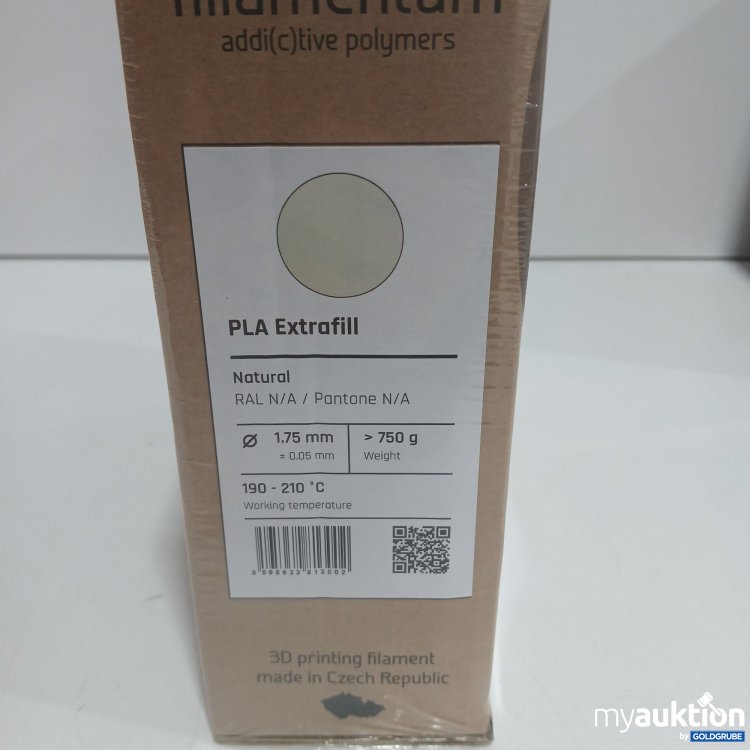 fillamentum
addi(c)tive polymers
PLA Extrafill
Natural
RAL N/A / Pantone N/A
Ø 1.75 mm
± 0.05 mm
> 750 g
Weight
190 - 210 °C
Working temperature
3D printing filament
made in Czech Republic
myauktion
by GOLDGRUBE